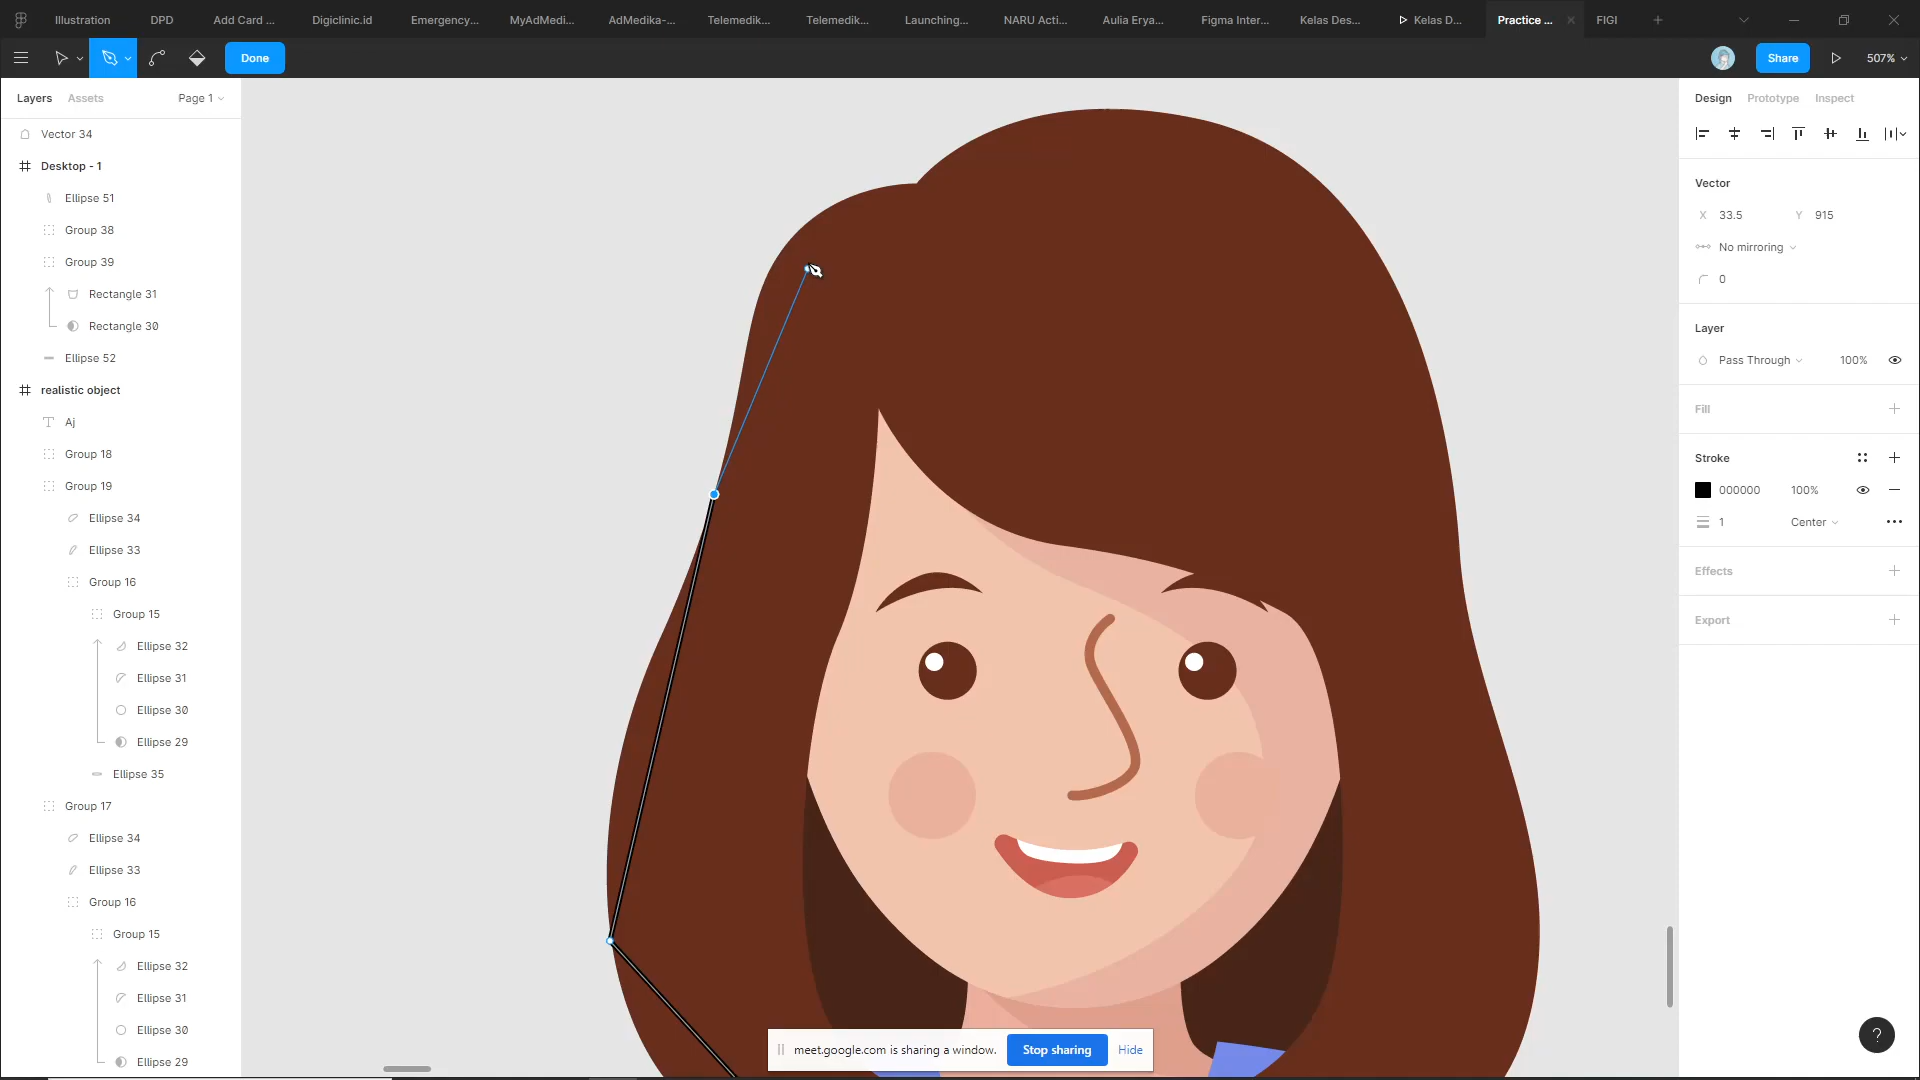 Illustration DPD Add Card ... Digiclinic.id Emergency... MyAdMedi... AdMedika-... Telemedik... Telemedik... Launching... NARU Acti... Aulia Erya... Figma Inter... Kelas Des... Kelas D... Practice ... FIGI
Done Share 507%
Layers Assets Page 1
Design Prototype Inspect
Vector 34
Desktop - 1
Ellipse 51
Group 38
Group 39
Rectangle 31
Rectangle 30
Ellipse 52
realistic object
Aj
Group 18
Group 19
Ellipse 34
Ellipse 33
Group 16
Group 15
Ellipse 32
Ellipse 31
Ellipse 30
Ellipse 29
Ellipse 35
Group 17
Ellipse 34
Ellipse 33
Group 16
Group 15
Ellipse 32
Ellipse 31
Ellipse 30
Ellipse 29
Vector
X 33.5 Y 915
No mirroring
0
Layer
Pass Through 100%
Fill
Stroke
000000 100%
1 Center
Effects
Export
meet.google.com is sharing a window. Stop sharing Hide
?